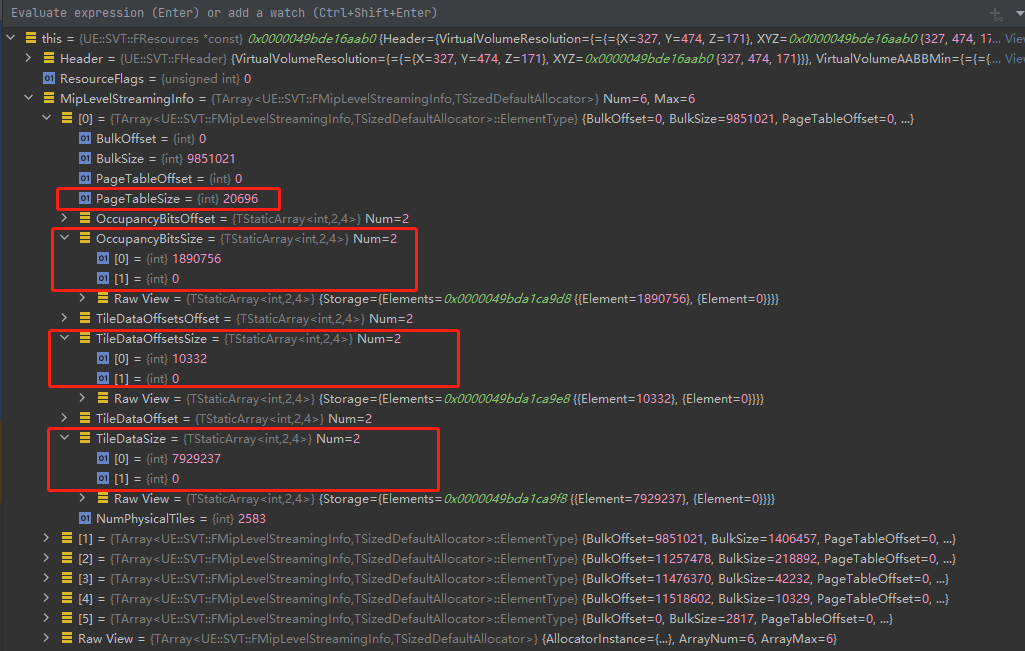 Evaluate expression (Enter) or add a watch (Ctrl+Shift+Enter)
this = {UE::SVT::FResources *const} 0x0000049bde16aab0 {Header={VirtualVolumeResolution={={={X=327, Y=474, Z=171}, XYZ=0x0000049bde16aab0 {327, 474, 17... View
Header = {UE::SVT::FHeader} {VirtualVolumeResolution={={={X=327, Y=474, Z=171}, XYZ=0x0000049bde16aab0 {327, 474, 171}}}, VirtualVolumeAABBMin={={={... View
01 ResourceFlags = {unsigned int} 0
MipLevelStreamingInfo = {TArray<UE::SVT::FMipLevelStreamingInfo,TSizedDefaultAllocator>} Num=6, Max=6
[0] = {TArray<UE::SVT::FMipLevelStreamingInfo,TSizedDefaultAllocator>::ElementType} {BulkOffset=0, BulkSize=9851021, PageTableOffset=0, ...}
01 BulkOffset = {int} 0
01 BulkSize = {int} 9851021
01 PageTableOffset = {int} 0
01 PageTableSize = {int} 20696
OccupancyBitsOffset = {TStaticArray<int,2,4>} Num=2
OccupancyBitsSize = {TStaticArray<int,2,4>} Num=2
01 [0] = {int} 1890756
01 [1] = {int} 0
Raw View = {TStaticArray<int,2,4>} {Storage={Elements=0x0000049bda1ca9d8 {{Element=1890756}, {Element=0}}}}
TileDataOffsetsOffset = {TStaticArray<int,2,4>} Num=2
TileDataOffsetsSize = {TStaticArray<int,2,4>} Num=2
01 [0] = {int} 10332
01 [1] = {int} 0
Raw View = {TStaticArray<int,2,4>} {Storage={Elements=0x0000049bda1ca9e8 {{Element=10332}, {Element=0}}}}
TileDataOffset = {TStaticArray<int,2,4>} Num=2
TileDataSize = {TStaticArray<int,2,4>} Num=2
01 [0] = {int} 7929237
01 [1] = {int} 0
Raw View = {TStaticArray<int,2,4>} {Storage={Elements=0x0000049bda1ca9f8 {{Element=7929237}, {Element=0}}}}
01 NumPhysicalTiles = {int} 2583
[1] = {TArray<UE::SVT::FMipLevelStreamingInfo,TSizedDefaultAllocator>::ElementType} {BulkOffset=9851021, BulkSize=1406457, PageTableOffset=0, ...}
[2] = {TArray<UE::SVT::FMipLevelStreamingInfo,TSizedDefaultAllocator>::ElementType} {BulkOffset=11257478, BulkSize=218892, PageTableOffset=0, ...}
[3] = {TArray<UE::SVT::FMipLevelStreamingInfo,TSizedDefaultAllocator>::ElementType} {BulkOffset=11476370, BulkSize=42232, PageTableOffset=0, ...}
[4] = {TArray<UE::SVT::FMipLevelStreamingInfo,TSizedDefaultAllocator>::ElementType} {BulkOffset=11518602, BulkSize=10329, PageTableOffset=0, ...}
[5] = {TArray<UE::SVT::FMipLevelStreamingInfo,TSizedDefaultAllocator>::ElementType} {BulkOffset=0, BulkSize=2817, PageTableOffset=0, ...}
Raw View = {TArray<UE::SVT::FMipLevelStreamingInfo,TSizedDefaultAllocator>} {AllocatorInstance={...}, ArrayNum=6, ArrayMax=6}